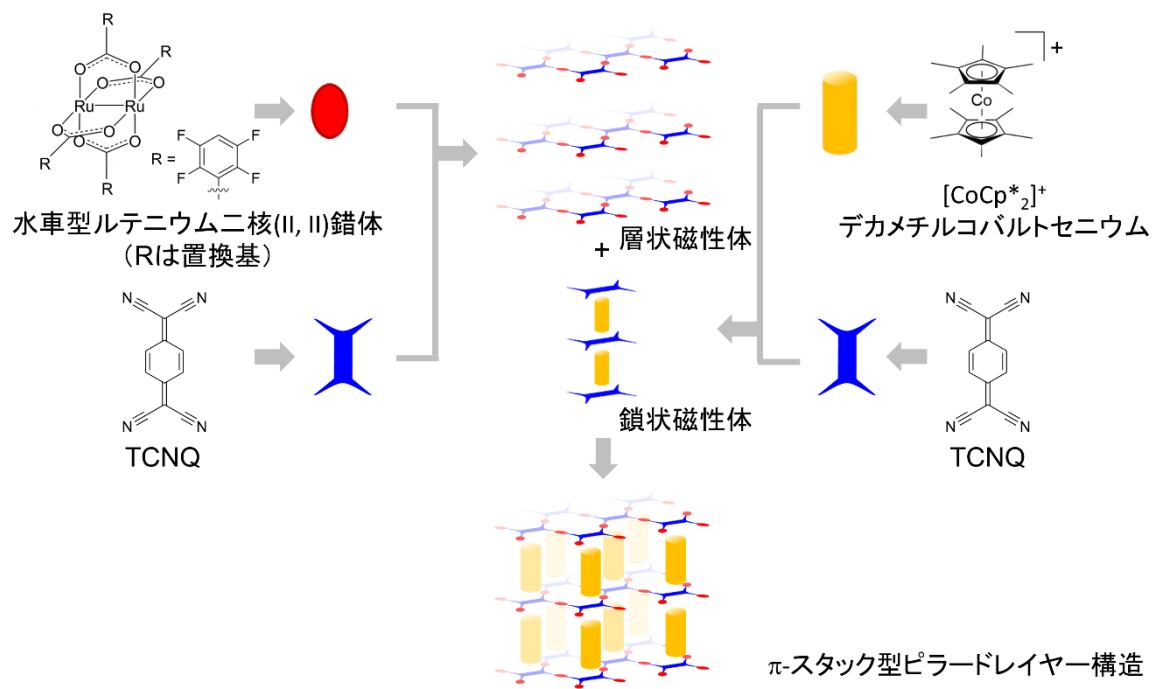 R
R
O
O
O
O
Ru
Ru
O
O
O
O
R
R
R =
F
F
F
F
水車型ルテニウム二核(II, II)錯体
（Rは置換基）
N
N
N
N
TCNQ
層状磁性体
+
鎖状磁性体
+
Co
[CoCp*2]+
デカメチルコバルトセニウム
N
N
N
N
TCNQ
π-スタック型ピラードレイヤー構造